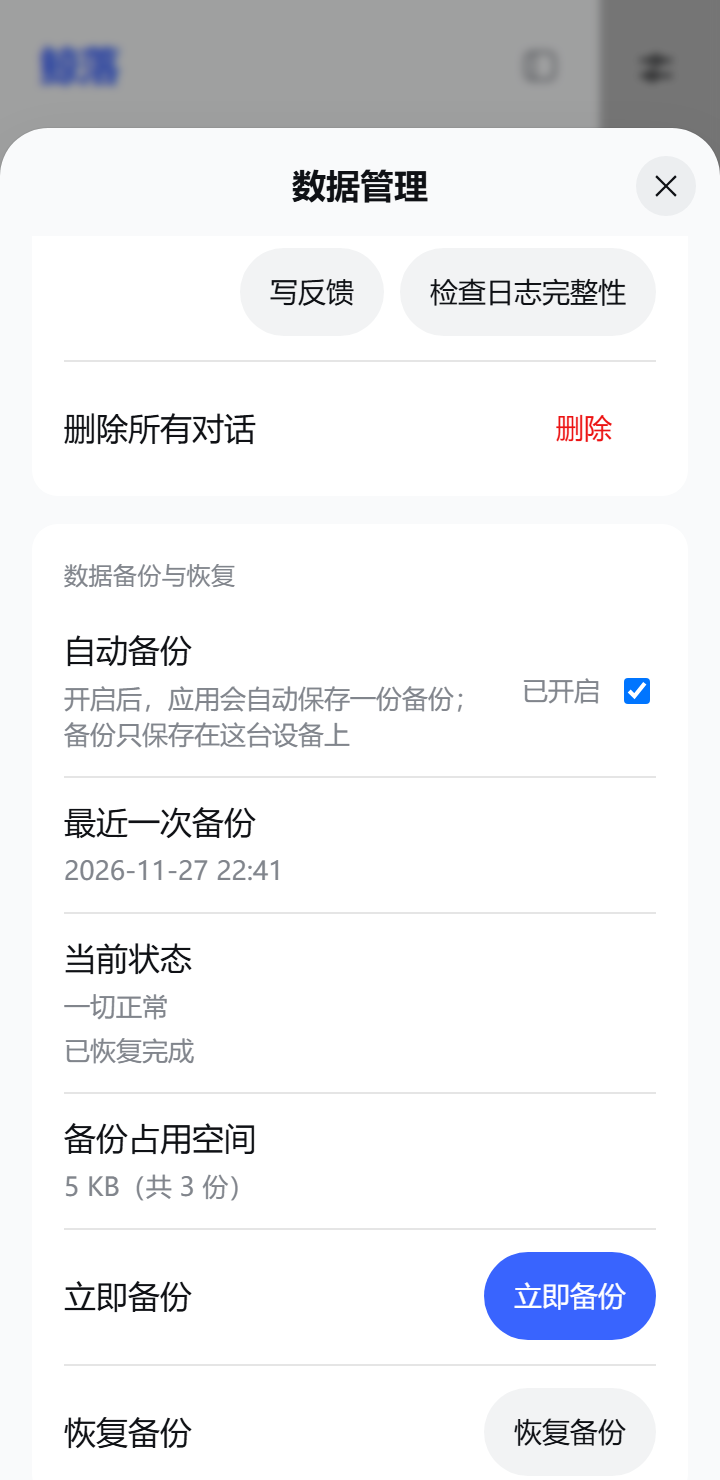 鲸落
数据管理
写反馈
检查日志完整性
删除所有对话
删除
数据备份与恢复
自动备份
开启后，应用会自动保存一份备份；
备份只保存在这台设备上
已开启
最近一次备份
2026-11-27 22:41
当前状态
一切正常
已恢复完成
备份占用空间
5 KB（共 3 份）
立即备份
立即备份
恢复备份
恢复备份